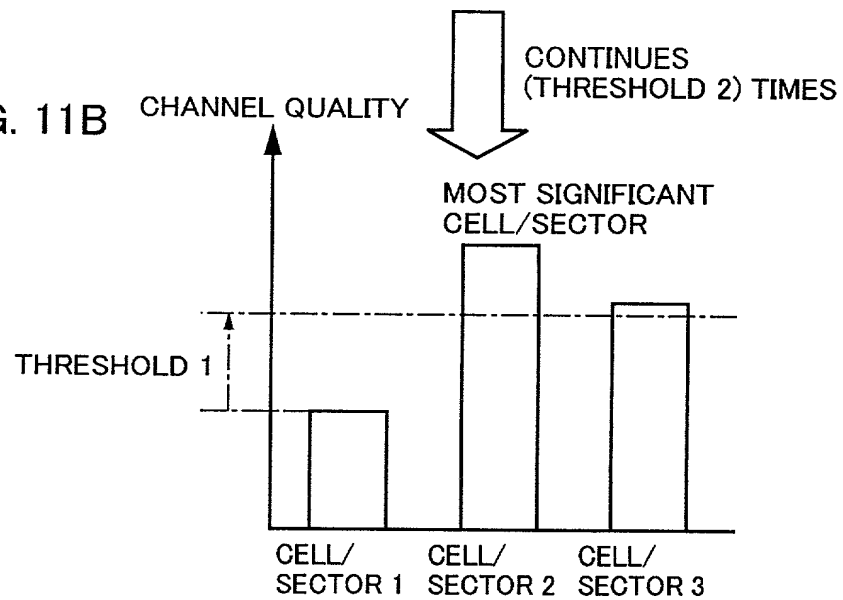 CONTINUES
(THRESHOLD 2) TIMES
G. 11B
CHANNEL QUALITY
MOST SIGNIFICANT
CELL/SECTOR
THRESHOLD 1
CELL/
SECTOR 1
CELL/
SECTOR 2
CELL/
SECTOR 3